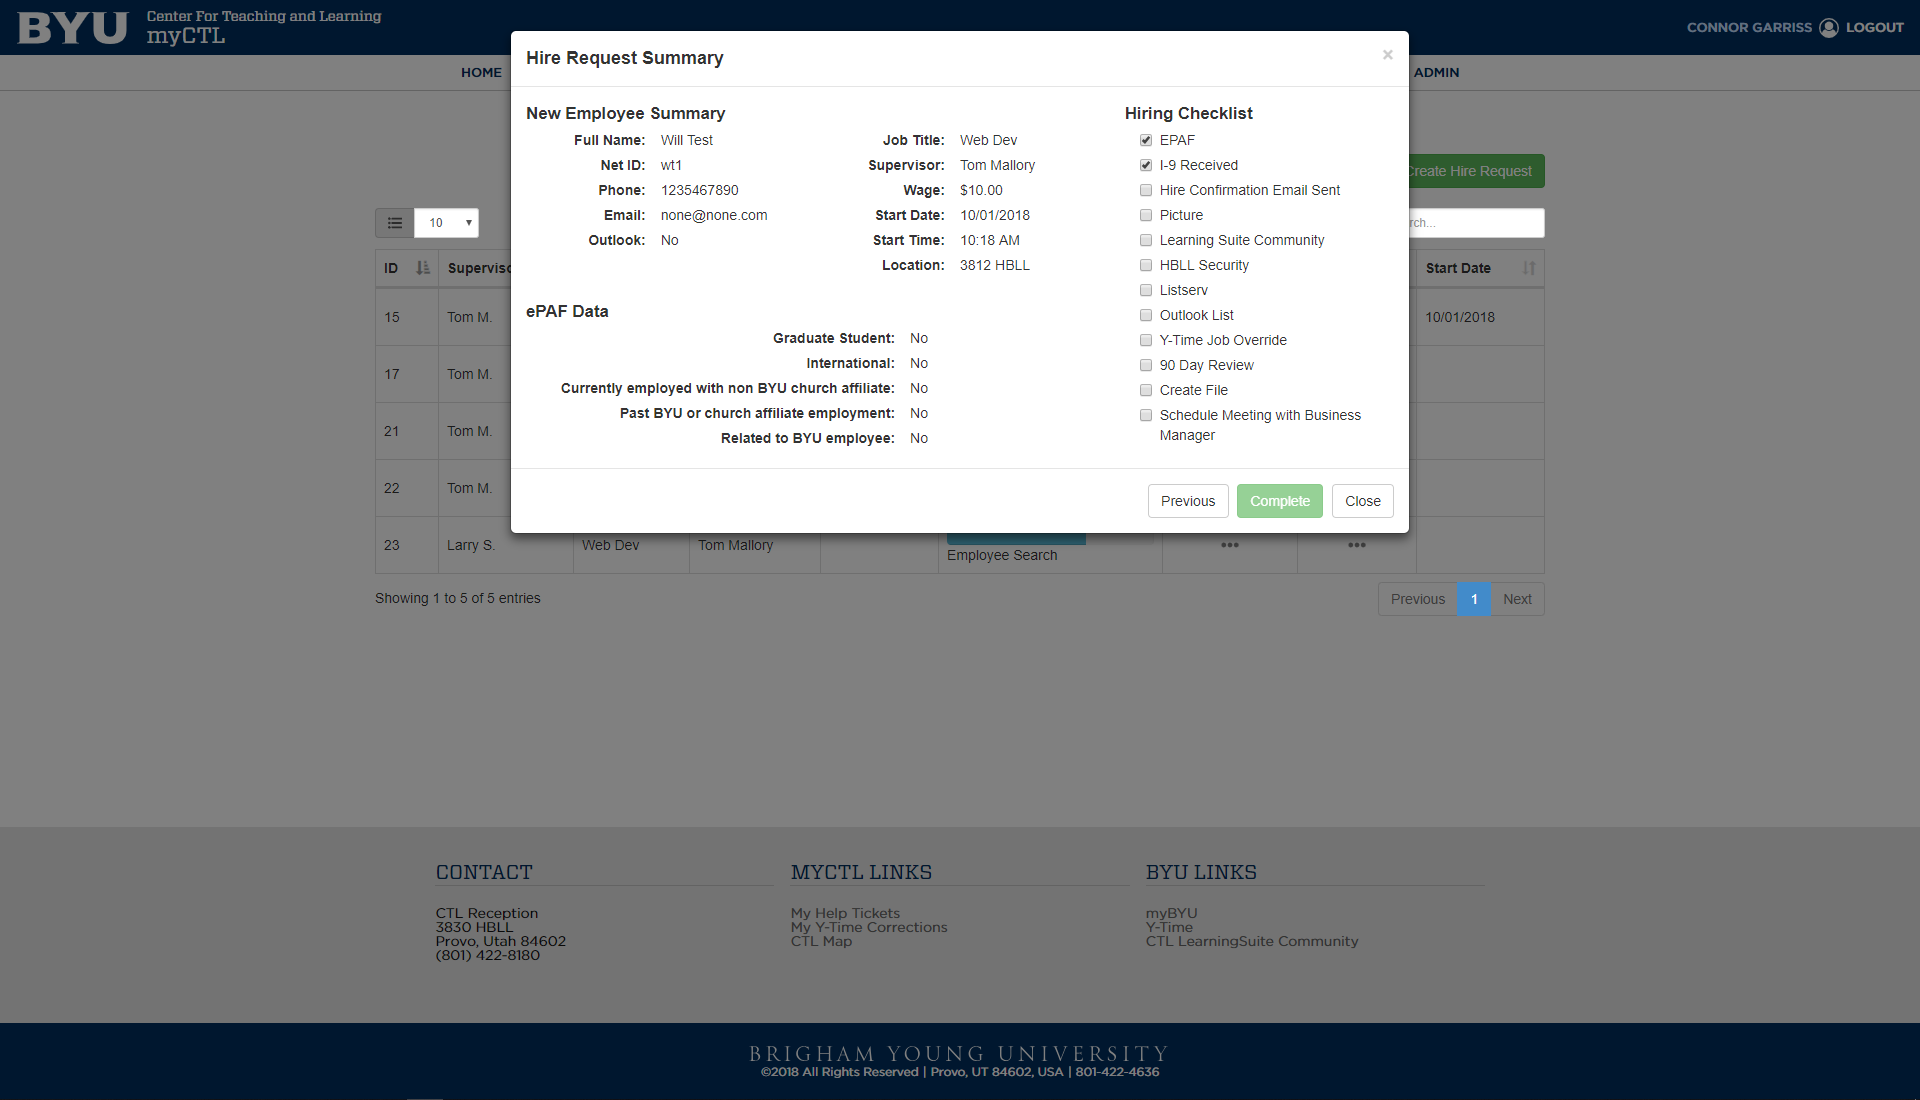 BYU
Center For Teaching and Learning
myCTL
CONNOR GARRISS
LOGOUT
HOME
ADMIN
Hire Request Summary
×
New Employee Summary
Full Name: Will Test
Net ID: wt1
Phone: 1235467890
Email: none@none.com
Outlook: No
Job Title: Web Dev
Supervisor: Tom Mallory
Wage: $10.00
Start Date: 10/01/2018
Start Time: 10:18 AM
Location: 3812 HBLL
ePAF Data
Graduate Student: No
International: No
Currently employed with non BYU church affiliate: No
Past BYU or church affiliate employment: No
Related to BYU employee: No
Hiring Checklist
EPAF
I-9 Received
Hire Confirmation Email Sent
Picture
Learning Suite Community
HBLL Security
Listserv
Outlook List
Y-Time Job Override
90 Day Review
Create File
Schedule Meeting with Business
Manager
Previous Complete Close
Create Hire Request
10
ID Superviso Start Date
15 Tom M. 10/01/2018
17 Tom M.
21 Tom M.
22 Tom M.
23 Larry S. Web Dev Tom Mallory
Employee Search
Showing 1 to 5 of 5 entries
Previous 1 Next
CONTACT
CTL Reception
3830 HBLL
Provo, Utah 84602
(801) 422-8180
MYCTL LINKS
My Help Tickets
My Y-Time Corrections
CTL Map
BYU LINKS
myBYU
Y-Time
CTL LearningSuite Community
BRIGHAM YOUNG UNIVERSITY
©2018 All Rights Reserved | Provo, UT 84602, USA | 801-422-4636